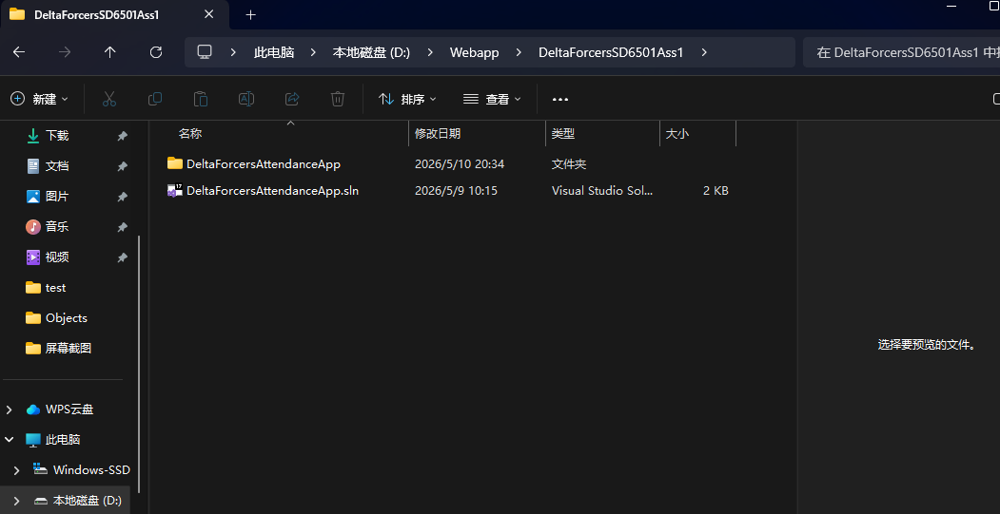 DeltaForcersSD6501Ass1
此电脑 本地磁盘 (D:) Webapp DeltaForcersSD6501Ass1 在 DeltaForcersSD6501Ass1 中
新建 排序 查看
名称 修改日期 类型 大小
下载
DeltaForcersAttendanceApp 2026/5/10 20:34 文件夹
文档
DeltaForcersAttendanceApp.sln 2026/5/9 10:15 Visual Studio Sol... 2 KB
图片
音乐
视频
test
Objects
屏幕截图
选择要预览的文件。
WPS云盘
此电脑
Windows-SSD
本地磁盘 (D:)